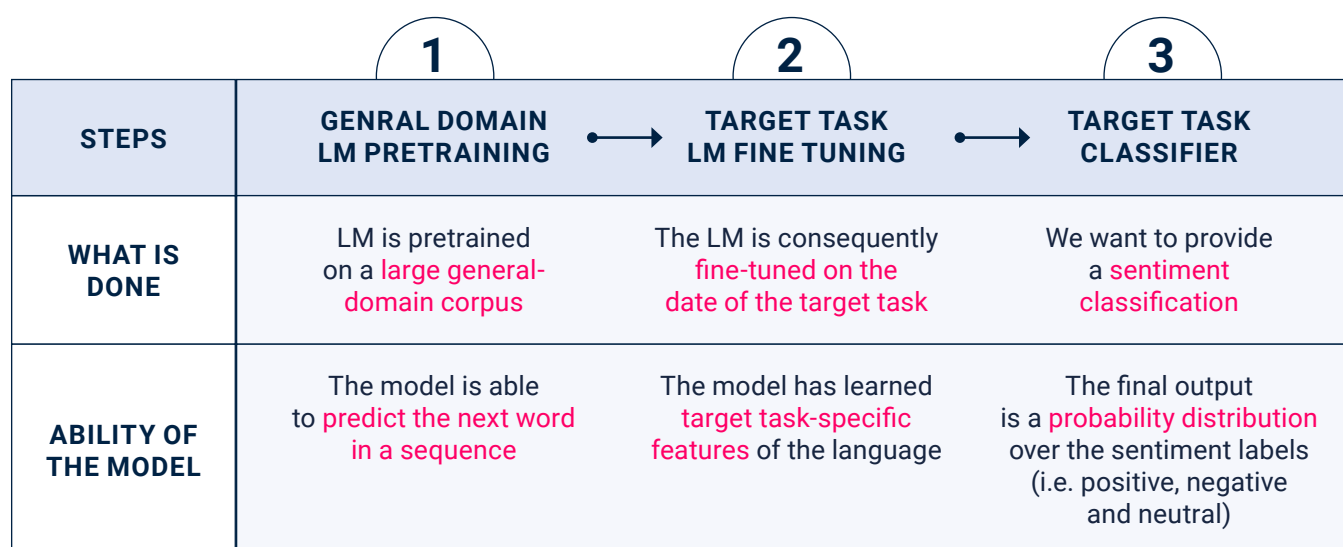 1
2
3
STEPS
GENRAL DOMAIN
LM PRETRAINING
TARGET TASK
LM FINE TUNING
TARGET TASK
CLASSIFIER
WHAT IS
DONE
LM is pretrained
on a large general-
domain corpus
The LM is consequently
fine-tuned on the
date of the target task
We want to provide
a sentiment
classification
ABILITY OF
THE MODEL
The model is able
to predict the next word
in a sequence
The model has learned
target task-specific
features of the language
The final output
is a probability distribution
over the sentiment labels
(i.e. positive, negative
and neutral)